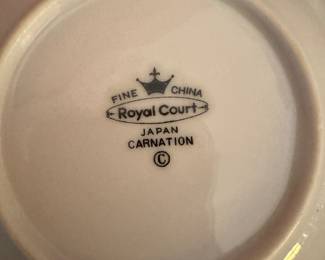 FINE CHINA
Royal Court
JAPAN
CARNATION
©